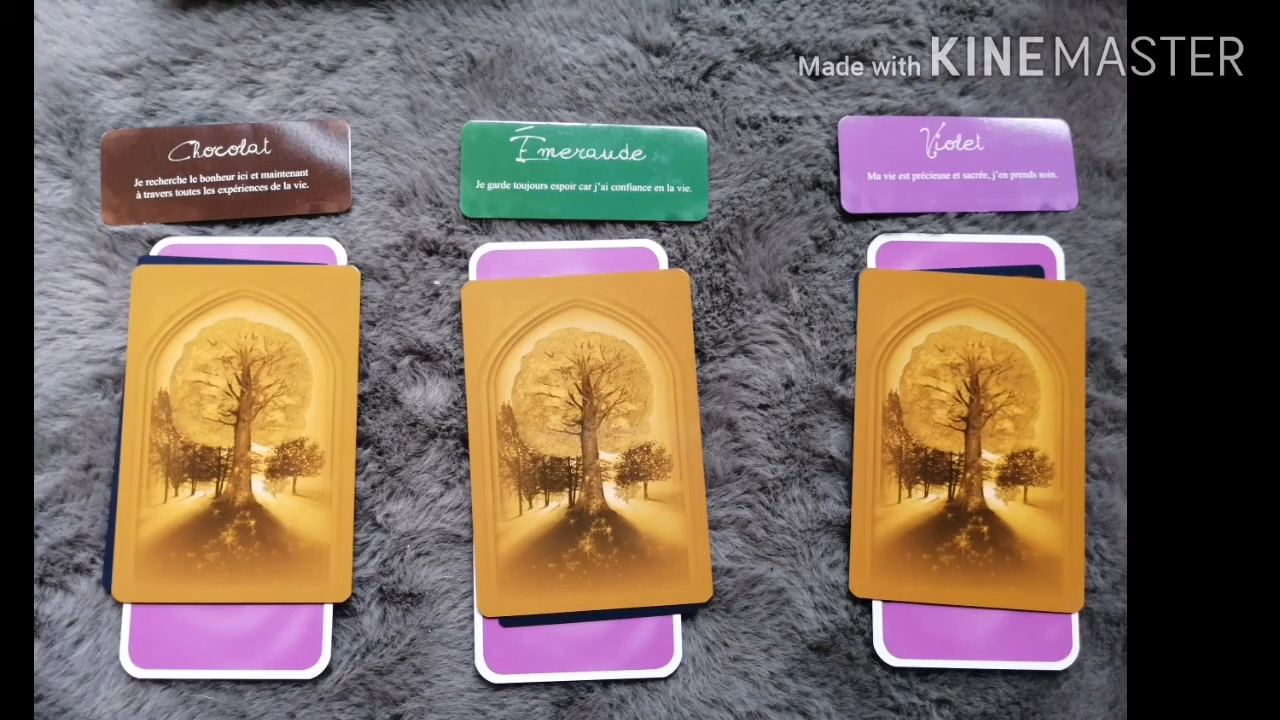 Made with KINEMASTER
Chocolat
Je recherche le bonheur ici et maintenant
à travers toutes les expériences de la vie.
Émeraude
Je garde toujours espoir car j'ai confiance en la vie.
Violet
Ma vie est précieuse et sacrée, j'en prends soin.